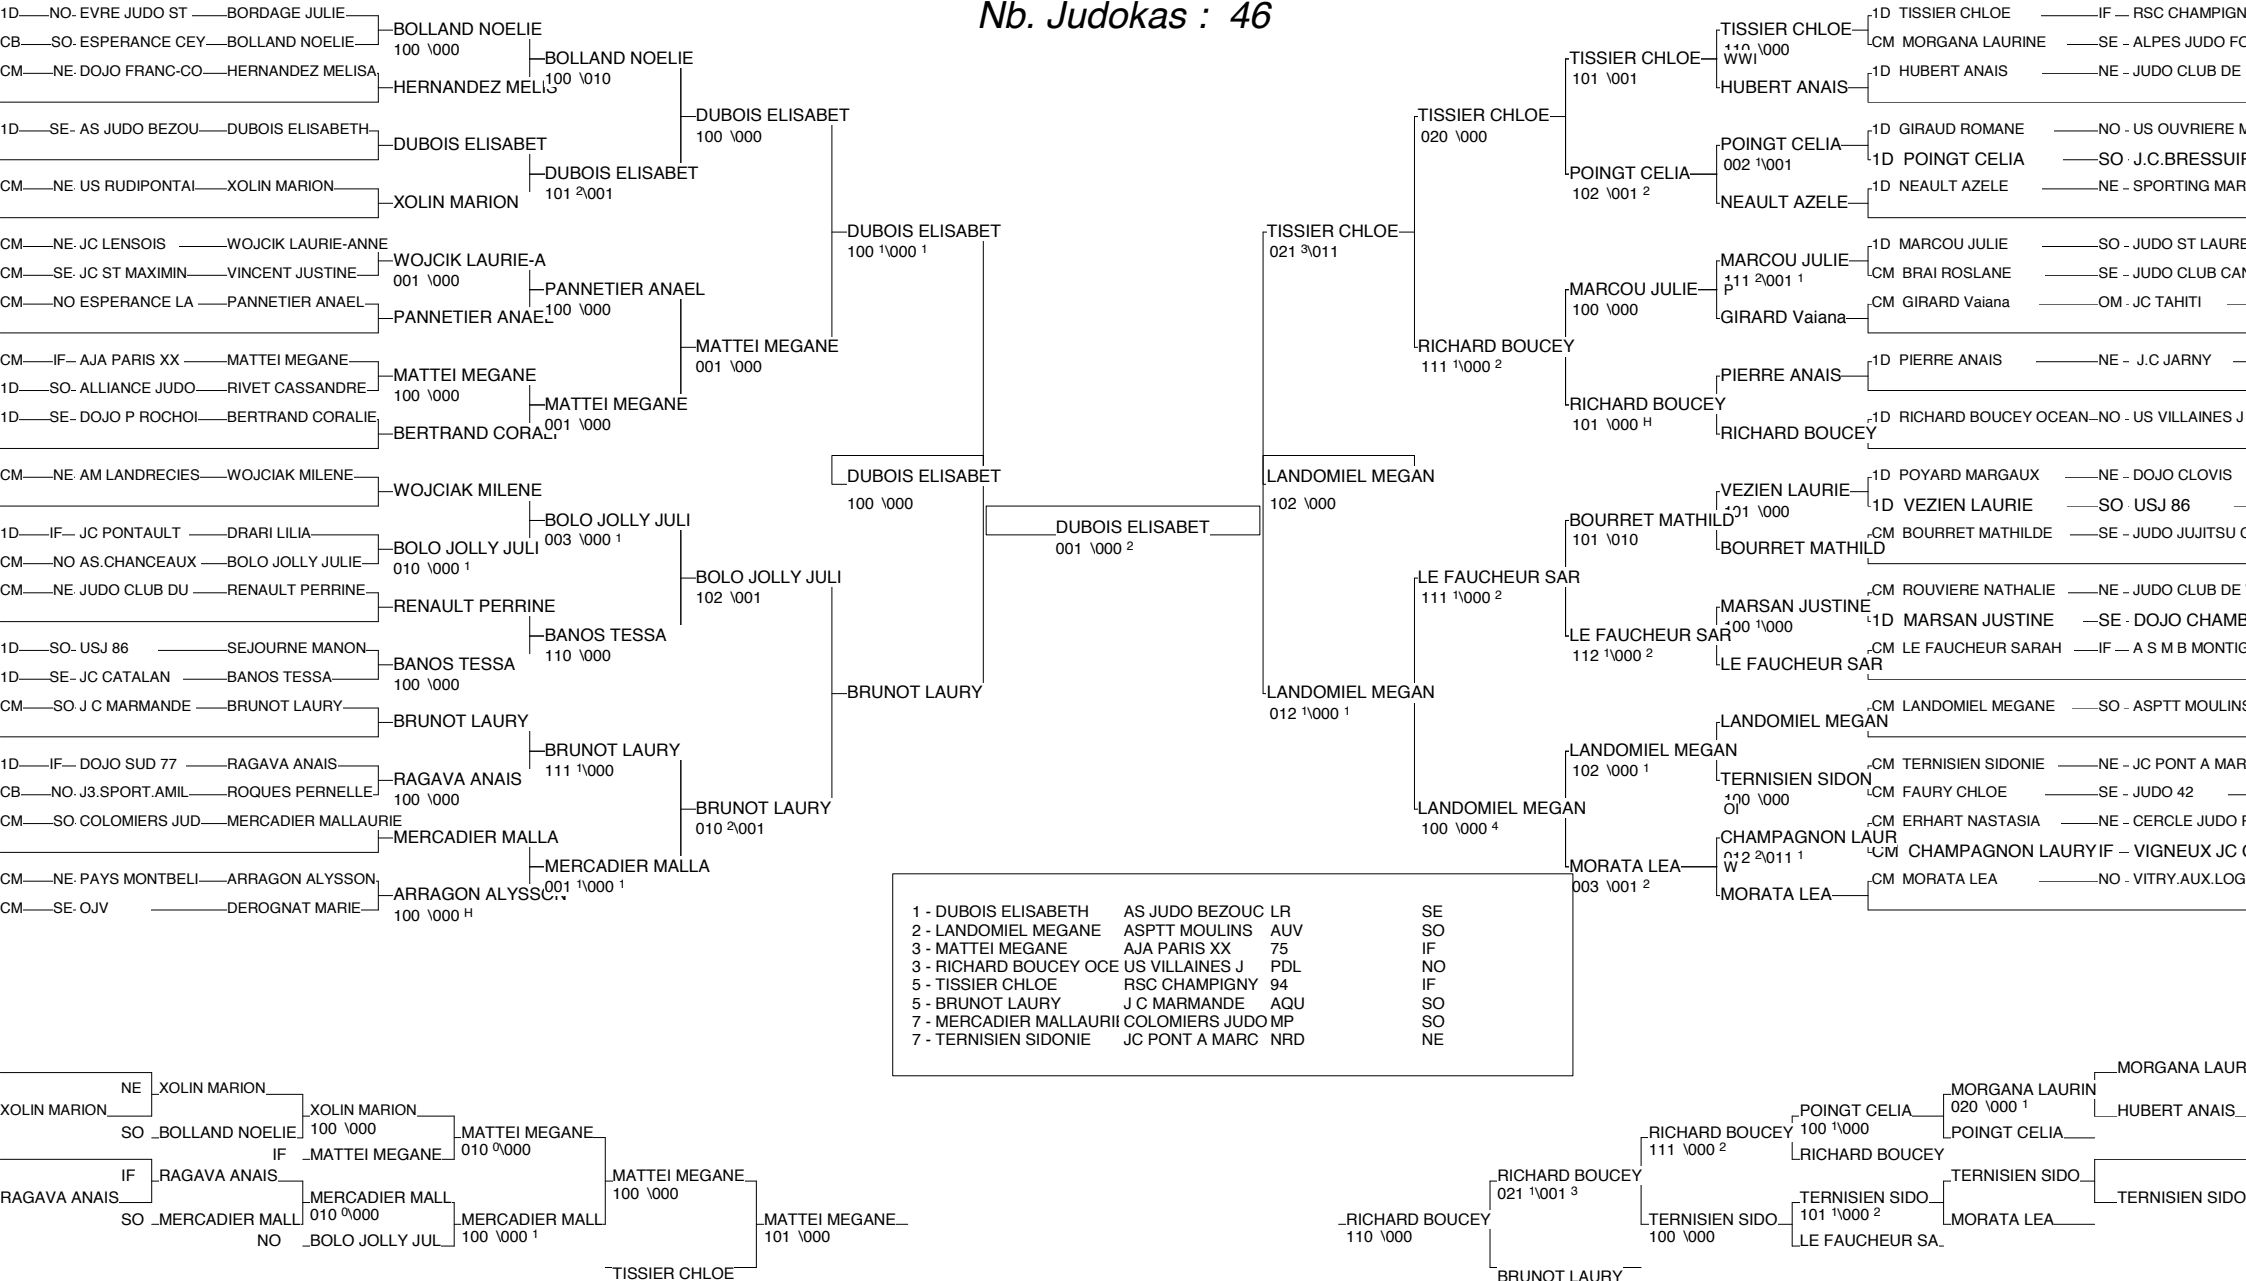 Nb. Judokas : 46
1D NO EVRE JUDO ST BORDAGE JULIE
CB SO ESPERANCE CEY BOLLAND NOELIE
CM NE DOJO FRANC-CO HERNANDEZ MELISA
1D SE AS JUDO BEZOU DUBOIS ELISABETH
CM NE US RUDIPONTAI XOLIN MARION
CM NE JC LENSOIS WOJCIK LAURIE-ANNE
CM SE JC ST MAXIMIN VINCENT JUSTINE
CM NO ESPERANCE LA PANNETIER ANAEL
CM IF AJA PARIS XX MATTEI MEGANE
1D SO ALLIANCE JUDO RIVET CASSANDRE
1D SE DOJO P ROCHOI BERTRAND CORALIE
CM NE AM LANDRECIES WOJCIAK MILENE
1D IF JC PONTAULT DRARI LILIA
CM NO AS.CHANCEAUX BOLO JOLLY JULIE
CM NE JUDO CLUB DU RENAULT PERRINE
1D SO USJ 86 SEJOURNE MANON
1D SE JC CATALAN BANOS TESSA
CM SO J C MARMANDE BRUNOT LAURY
1D IF DOJO SUD 77 RAGAVA ANAIS
CB NO J3.SPORT.AMIL ROQUES PERNELLE
CM SO COLOMIERS JUD MERCADIER MALLAURIE
CM NE PAYS MONTBELI ARRAGON ALYSSON
CM SE OJV DEROGNAT MARIE
BOLLAND NOELIE
100 \000
HERNANDEZ MELIS
DUBOIS ELISABET
XOLIN MARION
WOJCIK LAURIE-A
001 \000
PANNETIER ANAEL
MATTEI MEGANE
100 \000
BERTRAND CORALI
WOJCIAK MILENE
BOLO JOLLY JULI
010 \000 1
RENAULT PERRINE
BANOS TESSA
100 \000
BRUNOT LAURY
RAGAVA ANAIS
100 \000
MERCADIER MALLA
ARRAGON ALYSSON
100 \000 H
BOLLAND NOELIE
100 \010
DUBOIS ELISABET
101 2\001
PANNETIER ANAEL
100 \000
MATTEI MEGANE
001 \000
BOLO JOLLY JULI
003 \000 1
BANOS TESSA
110 \000
BRUNOT LAURY
111 1\000
MERCADIER MALLA
001 1\000 1
DUBOIS ELISABET
100 \000
MATTEI MEGANE
001 \000
BOLO JOLLY JULI
102 \001
BRUNOT LAURY
010 2\001
DUBOIS ELISABET
100 1\000 1
DUBOIS ELISABET
100 \000
BRUNOT LAURY
DUBOIS ELISABET
001 \000 2
TISSIER CHLOE
021 3\011
LANDOMIEL MEGAN
102 \000
LANDOMIEL MEGAN
012 1\000 1
TISSIER CHLOE
020 \000
RICHARD BOUCEY
111 1\000 2
LE FAUCHEUR SAR
111 1\000 2
LANDOMIEL MEGAN
100 \000 4
TISSIER CHLOE
101 \001
POINGT CELIA
102 \001 2
MARCOU JULIE
100 \000
RICHARD BOUCEY
101 \000 H
BOURRET MATHILD
101 \010
LE FAUCHEUR SAR
112 1\000 2
LANDOMIEL MEGAN
102 \000 1
MORATA LEA
003 \001 2
TISSIER CHLOE
110 \000
WWI
HUBERT ANAIS
POINGT CELIA
002 1\001
NEAULT AZELE
MARCOU JULIE
111 2\001 1
P
GIRARD Vaiana
PIERRE ANAIS
RICHARD BOUCEY
VEZIEN LAURIE
101 \000
BOURRET MATHILD
MARSAN JUSTINE
100 1\000
LE FAUCHEUR SAR
LANDOMIEL MEGAN
TERNISIEN SIDON
100 \000
OI
CHAMPAGNON LAUR
012 2\011 1
W
MORATA LEA
1D TISSIER CHLOE IF – RSC CHAMPIGN
CM MORGANA LAURINE SE – ALPES JUDO FO
1D HUBERT ANAIS NE – JUDO CLUB DE
1D GIRAUD ROMANE NO – US OUVRIERE M
1D POINGT CELIA SO – J.C.BRESSUIR
1D NEAULT AZELE NE – SPORTING MAR
1D MARCOU JULIE SO – JUDO ST LAURE
CM BRAI ROSLANE SE – JUDO CLUB CAN
CM GIRARD Vaiana OM – JC TAHITI
1D PIERRE ANAIS NE – J.C JARNY
1D RICHARD BOUCEY OCEAN NO – US VILLAINES J
1D POYARD MARGAUX NE – DOJO CLOVIS
1D VEZIEN LAURIE SO – USJ 86
CM BOURRET MATHILDE SE – JUDO JUJITSU
CM ROUVIERE NATHALIE NE – JUDO CLUB DE
1D MARSAN JUSTINE SE – DOJO CHAMB
CM LE FAUCHEUR SARAH IF – A S M B MONTIG
CM LANDOMIEL MEGANE SO – ASPTT MOULINS
CM TERNISIEN SIDONIE NE – JC PONT A MAR
CM FAURY CHLOE SE – JUDO 42
CM ERHART NASTASIA NE – CERCLE JUDO
CM CHAMPAGNON LAURY IF – VIGNEUX JC
CM MORATA LEA NO – VITRY.AUX.LOG
1 - DUBOIS ELISABETH AS JUDO BEZOUC LR SE
2 - LANDOMIEL MEGANE ASPTT MOULINS AUV SO
3 - MATTEI MEGANE AJA PARIS XX 75 IF
3 - RICHARD BOUCEY OCE US VILLAINES J PDL NO
5 - TISSIER CHLOE RSC CHAMPIGNY 94 IF
5 - BRUNOT LAURY J C MARMANDE AQU SO
7 - MERCADIER MALLAURIE COLOMIERS JUDO MP SO
7 - TERNISIEN SIDONIE JC PONT A MARC NRD NE
XOLIN MARION
RAGAVA ANAIS
NE XOLIN MARION
SO BOLLAND NOELIE
IF RAGAVA ANAIS
SO MERCADIER MALL
XOLIN MARION
100 \000
IF MATTEI MEGANE
MERCADIER MALL
010 0\000
NO BOLO JOLLY JUL
MATTEI MEGANE
010 0\000
MERCADIER MALL
100 \000 1
MATTEI MEGANE
100 \000
TISSIER CHLOE
MATTEI MEGANE
101 \000
RICHARD BOUCEY
110 \000
RICHARD BOUCEY
021 1\001 3
BRUNOT LAURY
RICHARD BOUCEY
111 \000 2
TERNISIEN SIDO
100 \000
POINGT CELIA
100 1\000
RICHARD BOUCEY
TERNISIEN SIDO
101 1\000 2
LE FAUCHEUR SA
MORGANA LAURIN
020 \000 1
POINGT CELIA
TERNISIEN SIDO
MORATA LEA
MORGANA LAUR
HUBERT ANAIS
TERNISIEN SIDO